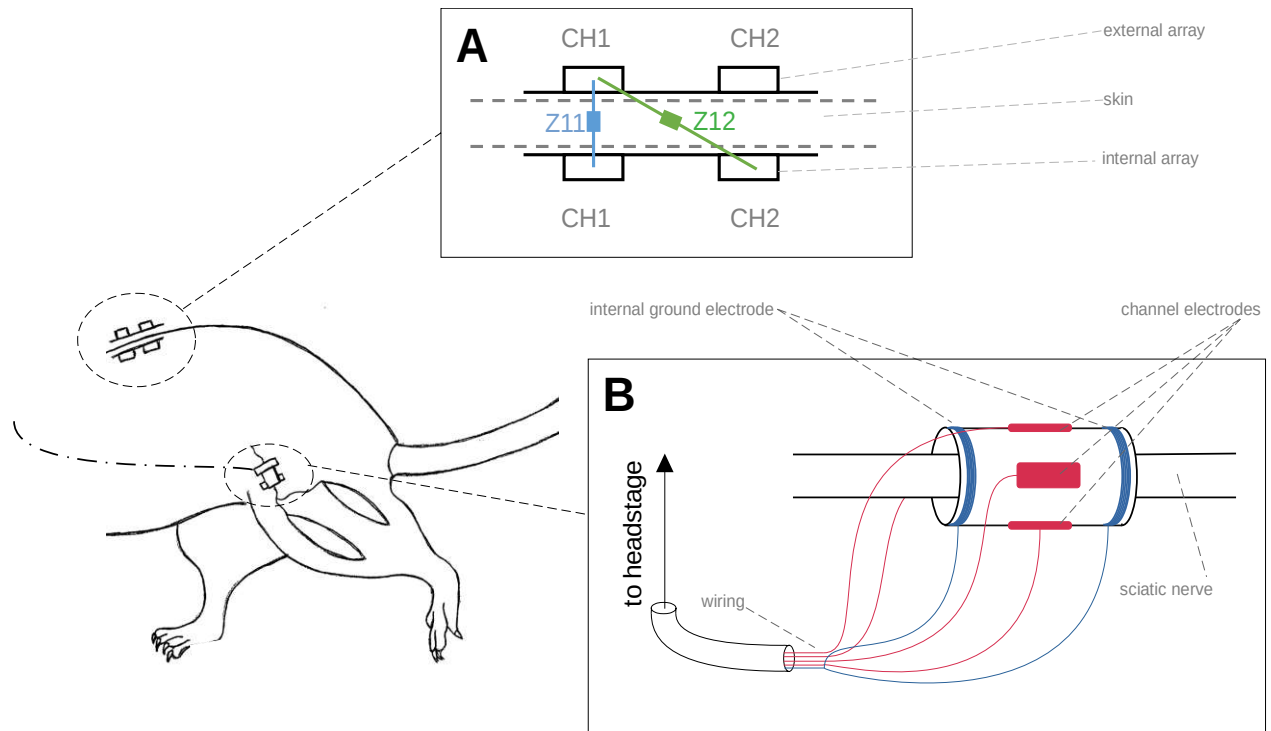 A
CH1
CH2
external array
Z11
Z12
skin
internal array
CH1
CH2
internal ground electrode
channel electrodes
B
to headstage
wiring
sciatic nerve